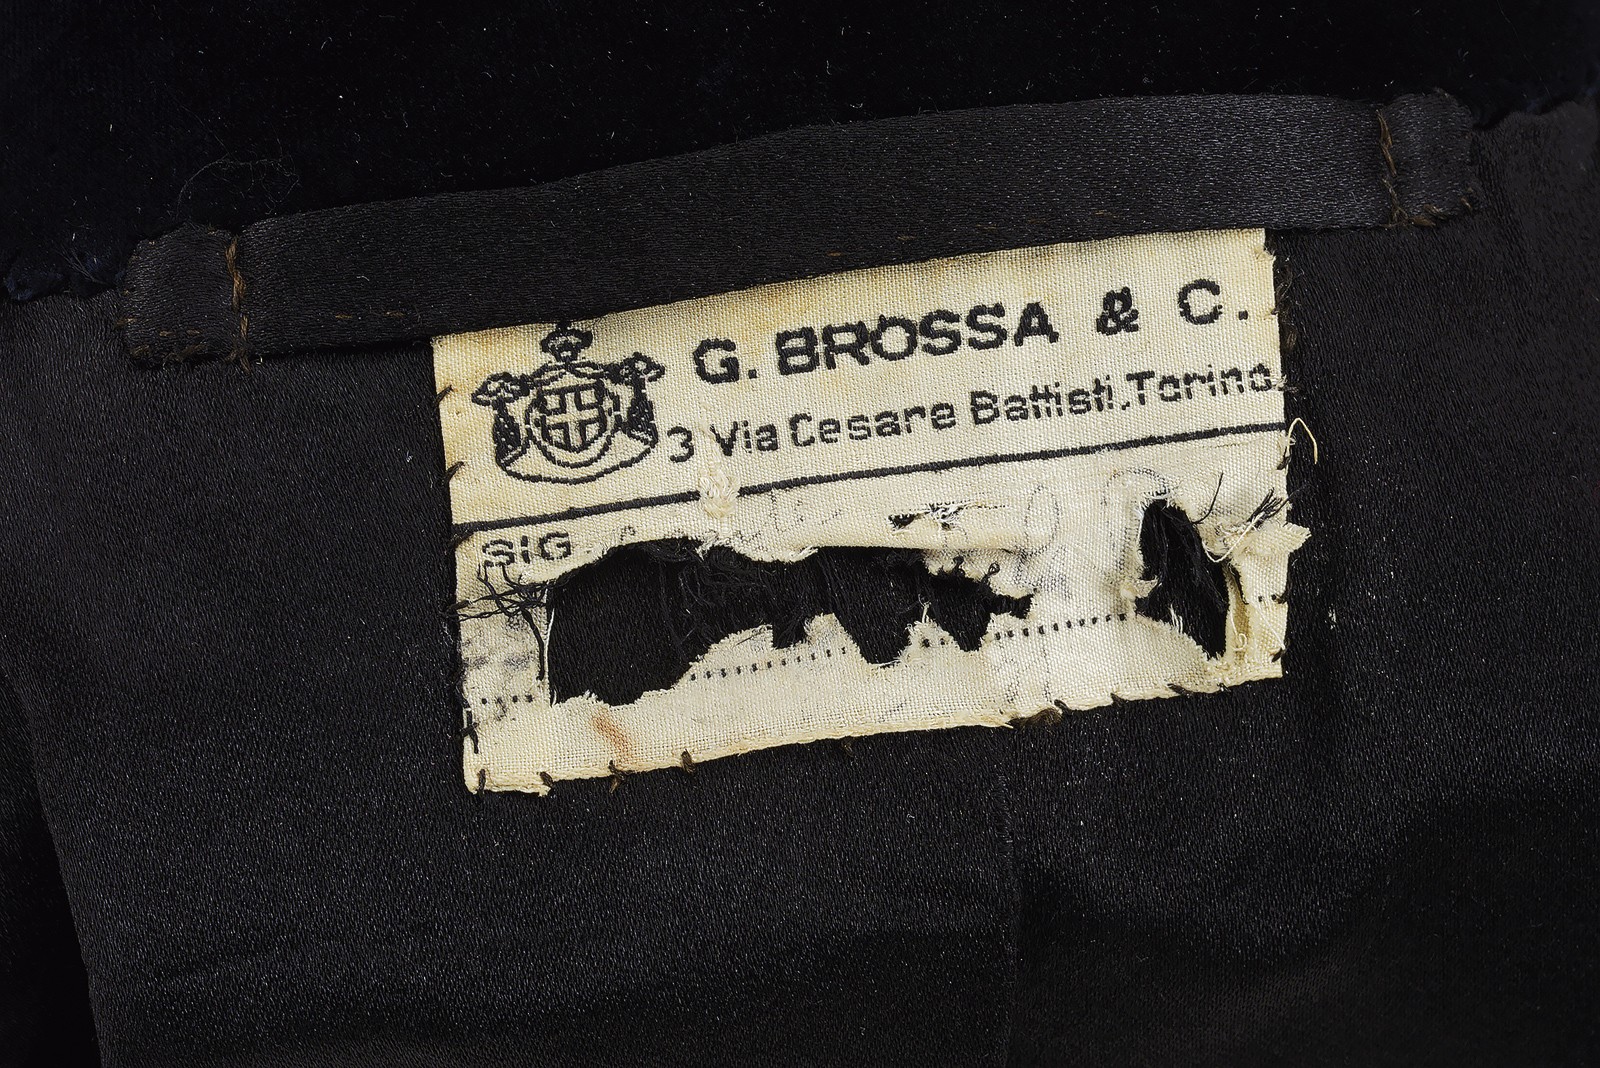 G. BROSSA & C.
3 Via Cesare Battisti. Torino.
SIG.